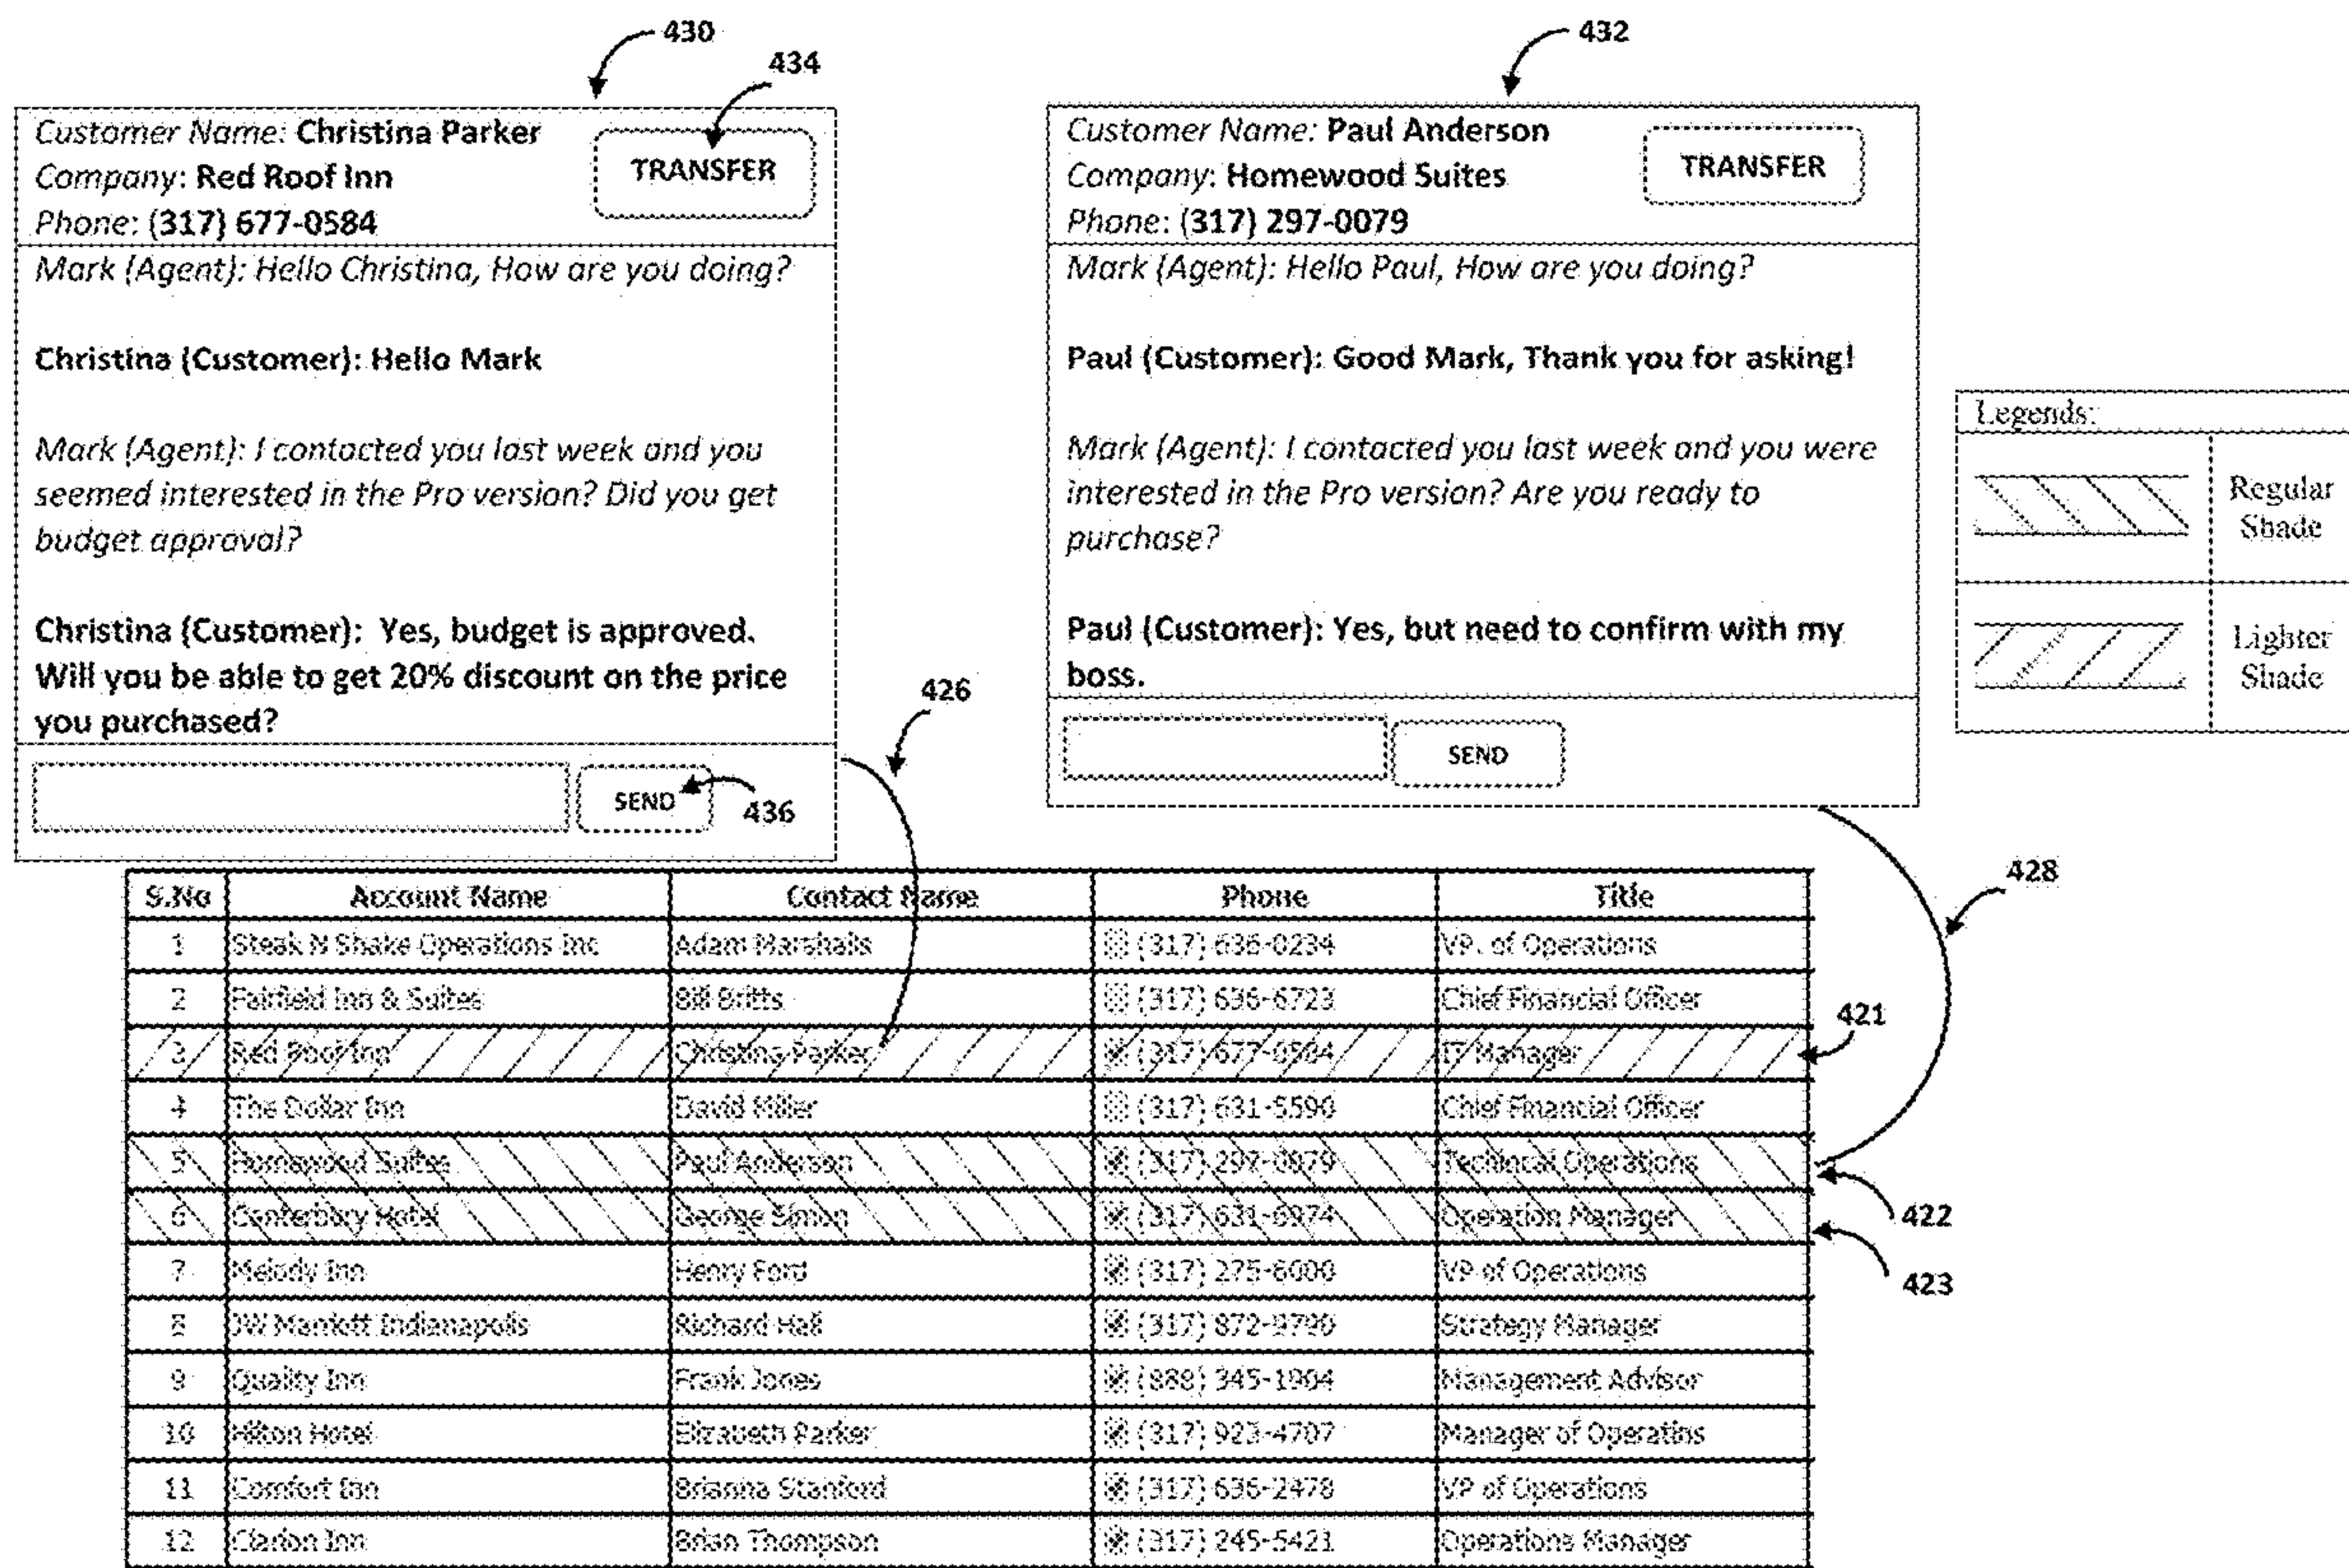 430
432
434
Customer Name: Christina Parker
Company: Red Roof Inn
Phone: (317) 677-0584
TRANSFER
Mark (Agent): Hello Christina, How are you doing?
Christina (Customer): Hello Mark
Mark (Agent): I contacted you last week and you
seemed interested in the Pro version? Did you get
budget approval?
Christina (Customer): Yes, budget is approved.
Will you be able to get 20% discount on the price
you purchased?
SEND
436
426
Customer Name: Paul Anderson
Company: Homewood Suites
Phone: (317) 297-0079
TRANSFER
Mark (Agent): Hello Paul, How are you doing?
Paul (Customer): Good Mark, Thank you for asking!
Mark (Agent): I contacted you last week and you were
interested in the Pro version? Are you ready to
purchase?
Paul (Customer): Yes, but need to confirm with my
boss.
SEND
Legends:
Regular
Shade
Lighter
Shade
428
421
422
423
S.No Account Name Contact Name Phone Title
1 Steak N Shake Operations Inc Adam Marshalls (317) 636-0234 VP. of Operations
2 Fairfield Inn & Suites Bill Britts (317) 636-6723 Chief Financial Officer
3 Red Roof Inn Christina Parker (317) 677-0584 IT Manager
4 The Dollar Inn David Miller (317) 631-5590 Chief Financial Officer
5 Homewood Suites Paul Anderson (317) 297-0079 Operations
6 Canterbury Hotel George Simon (317) 631-6974 Operation Manager
7 Melody Inn Henry Ford (317) 275-6000 VP of Operations
8 JW Indianapolis Richard Hall (317) 872-9790 Strategy Manager
9 Quality Inn Frank Jones (888) 345-1904 Management Advisor
10 Hilton Hotel Elizabeth Parker (317) 923-4707 Manager of Operatins
11 Comfort Inn Brianna Stanford (317) 636-2478 VP of Operations
12 Clarion Inn Brian Thompson (317) 245-5421 Operations Manager